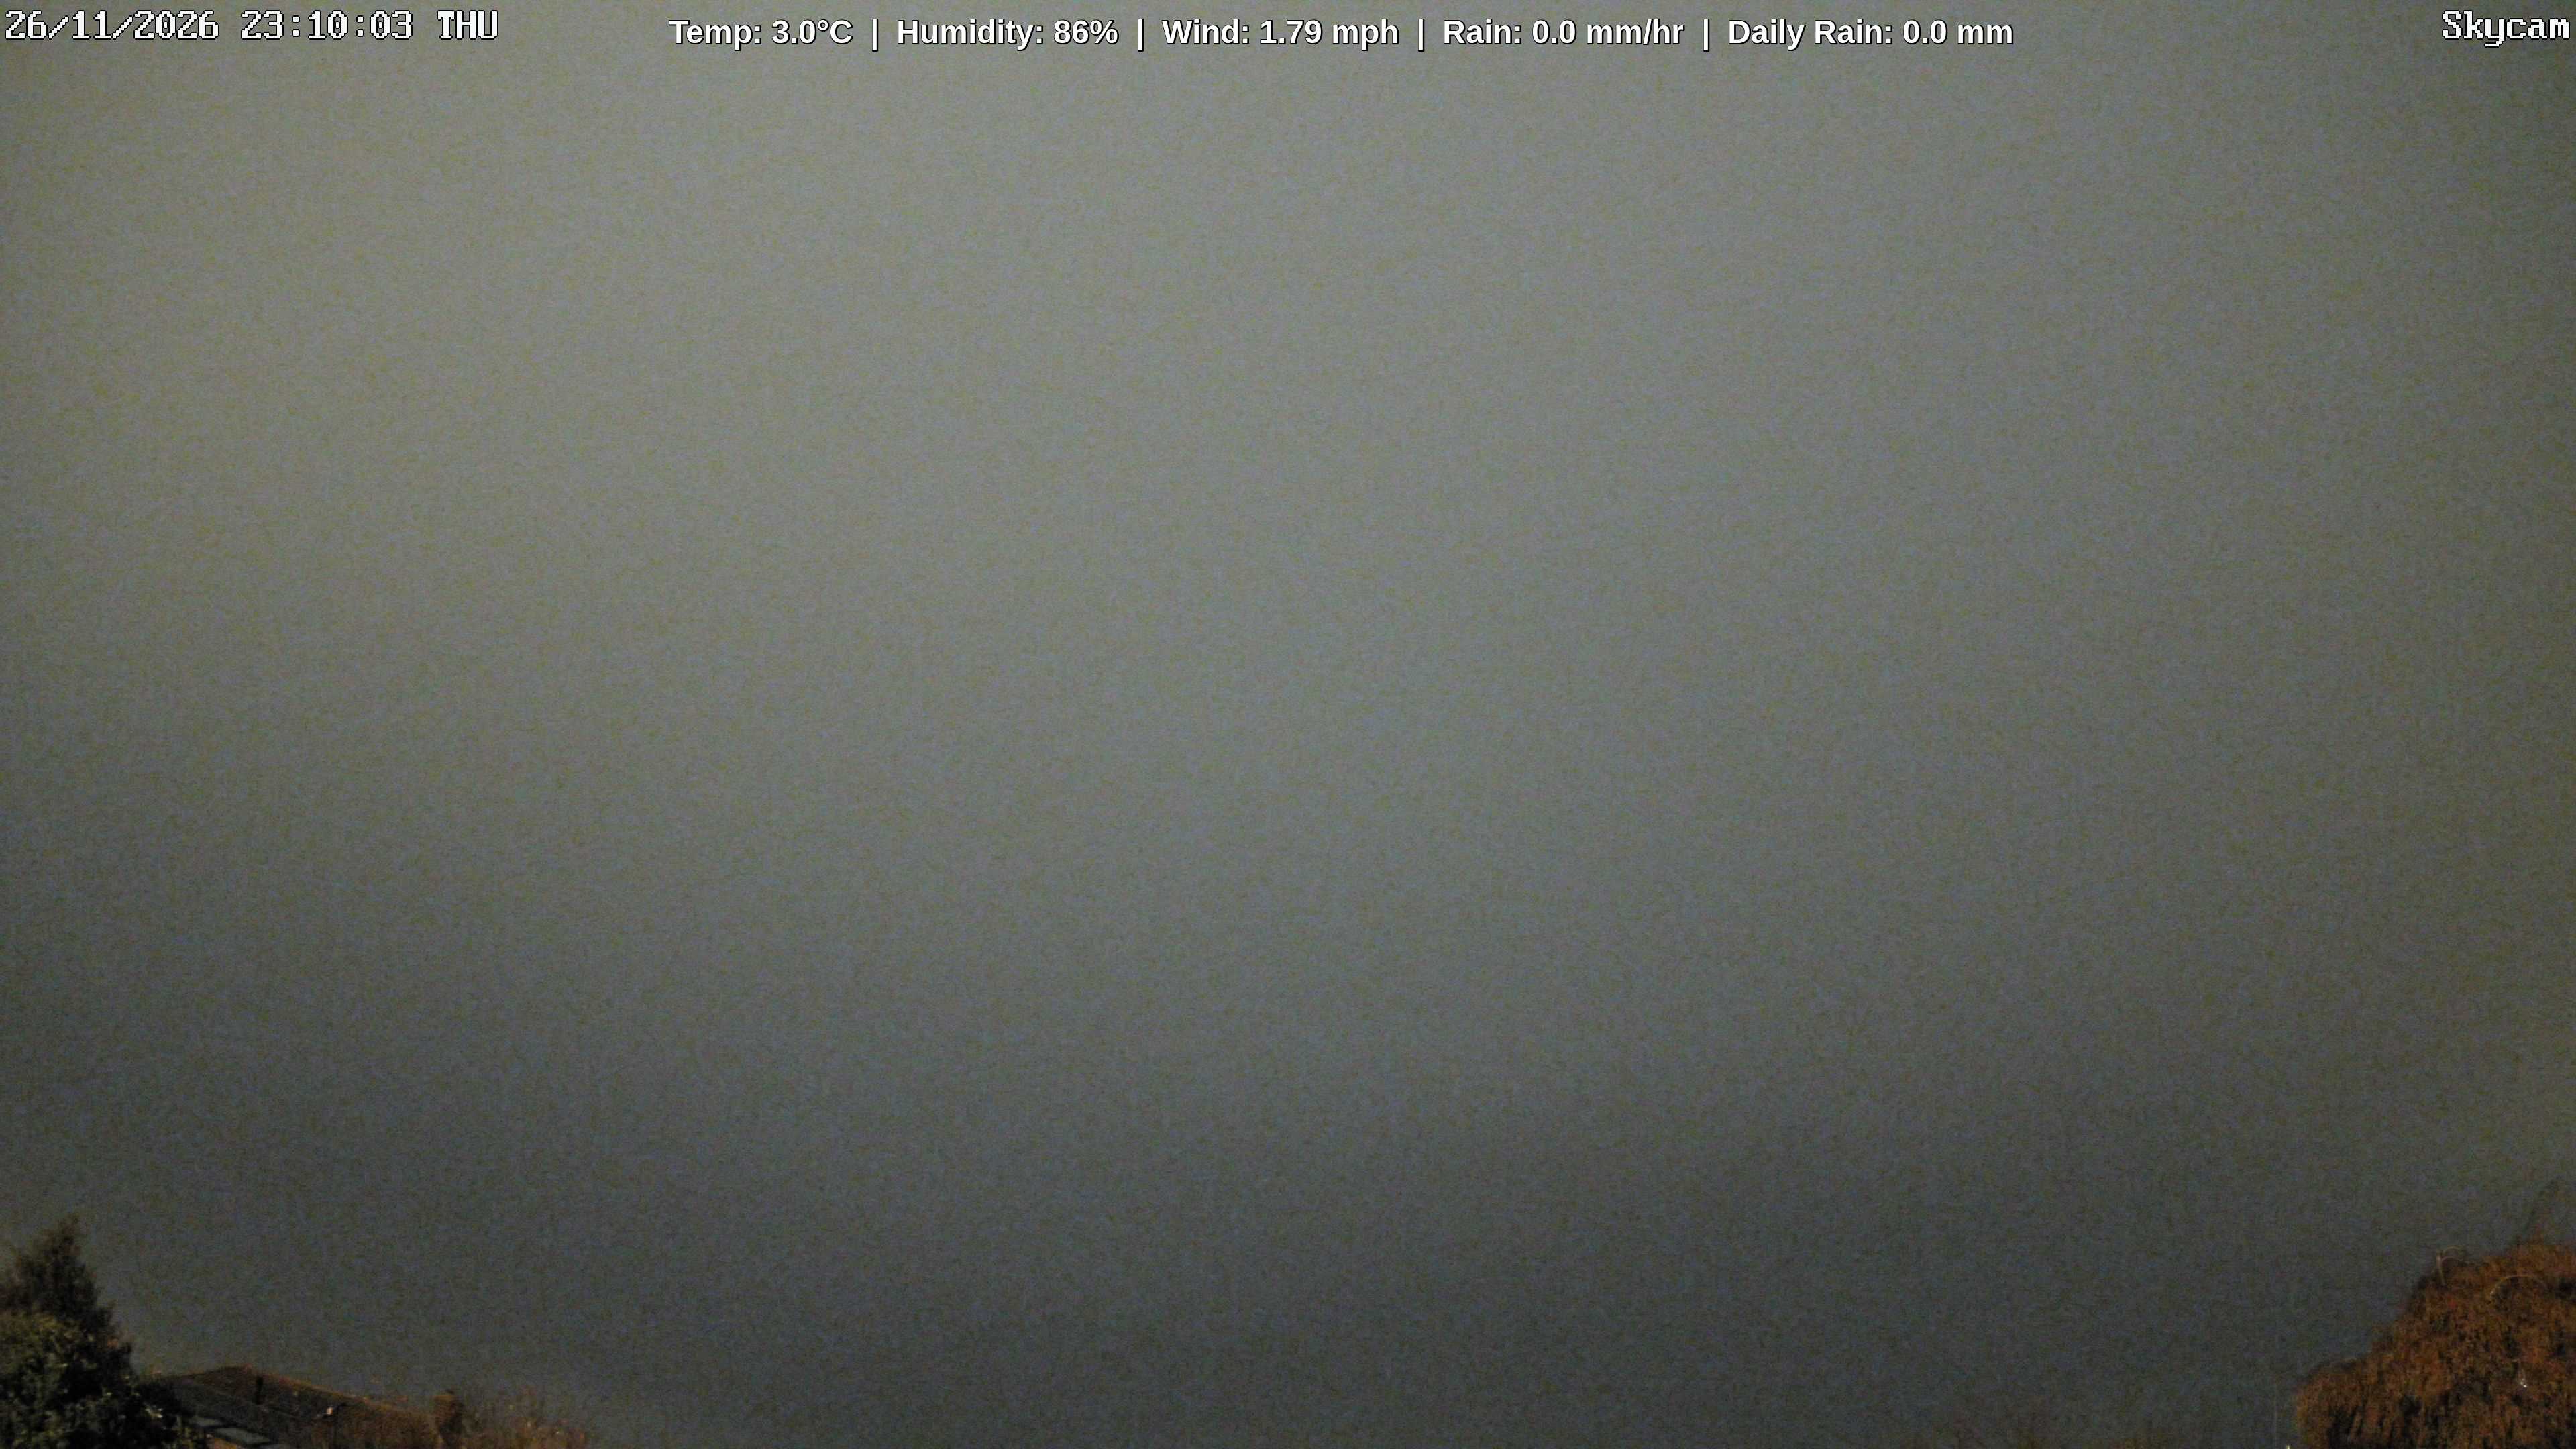 26/11/2026 23:10:03 THU
Temp: 3.0°C | Humidity: 86% | Wind: 1.79 mph | Rain: 0.0 mm/hr | Daily Rain: 0.0 mm
Skycam